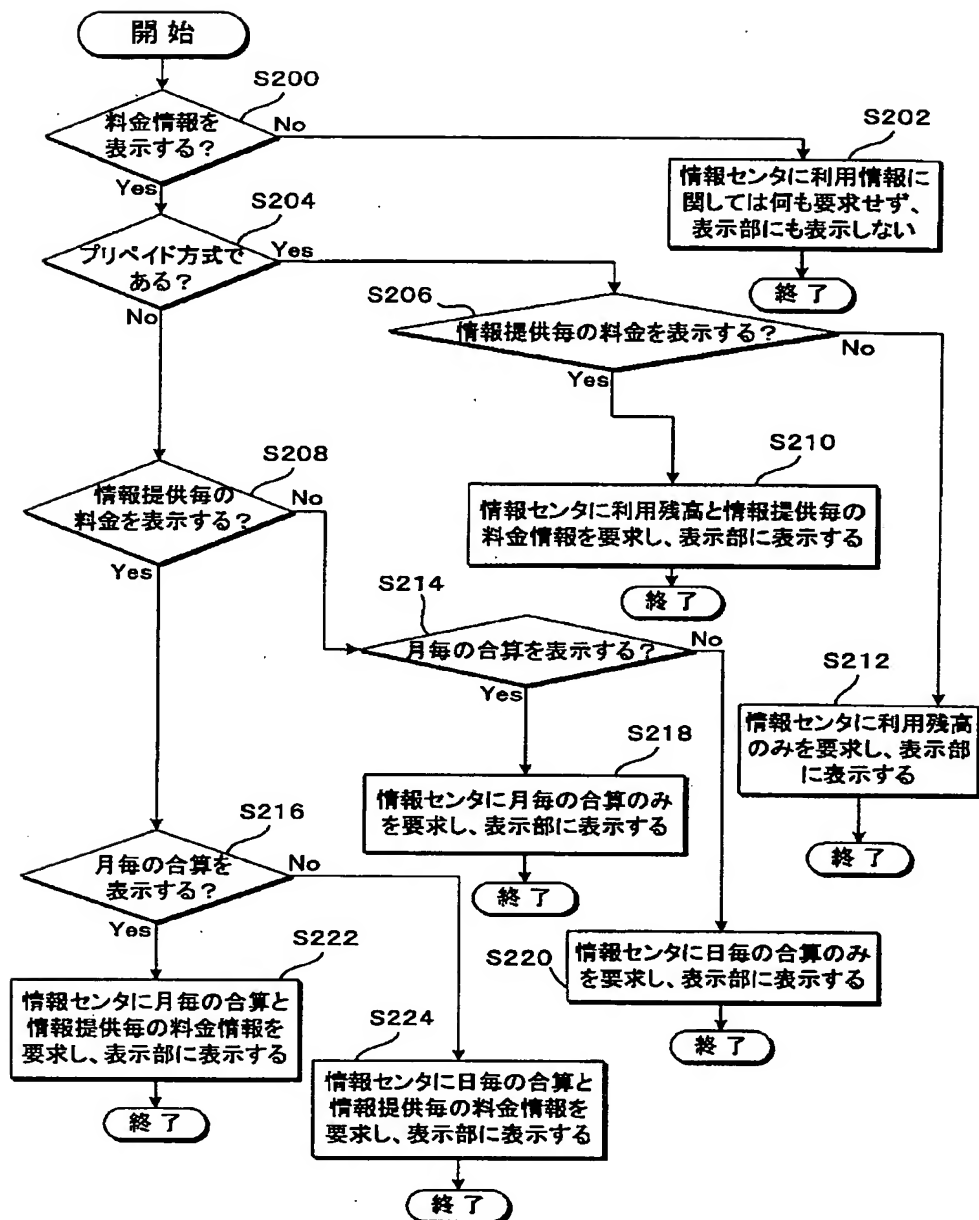 開始
S200
料金情報を
表示する？
No
Yes
S202
情報センタに利用情報に
関しては何も要求せず、
表示部にも表示しない
終了
S204
プリペイド方式で
ある？
Yes
No
S206
情報提供毎の料金を表示する？
No
Yes
S208
情報提供毎の
料金を表示する？
No
Yes
S210
情報センタに利用残高と情報提供毎の
料金情報を要求し、表示部に表示する
終了
S214
月毎の合算を表示する？
No
Yes
S212
情報センタに利用残高
のみを要求し、表示部
に表示する
終了
S218
情報センタに月毎の合算のみ
を要求し、表示部に表示する
終了
S216
月毎の合算を
表示する？
No
Yes
S220
情報センタに日毎の合算のみ
を要求し、表示部に表示する
終了
S222
情報センタに月毎の合算と
情報提供毎の料金情報を
要求し、表示部に表示する
終了
S224
情報センタに日毎の合算と
情報提供毎の料金情報を
要求し、表示部に表示する
終了